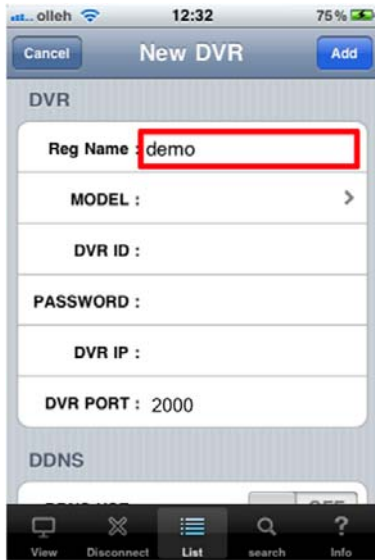 olleh 12:32 75%
Cancel New DVR Add
DVR
Reg Name : demo
MODEL :
DVR ID :
PASSWORD :
DVR IP :
DVR PORT : 2000
DDNS
OFF
View Disconnect List search Info